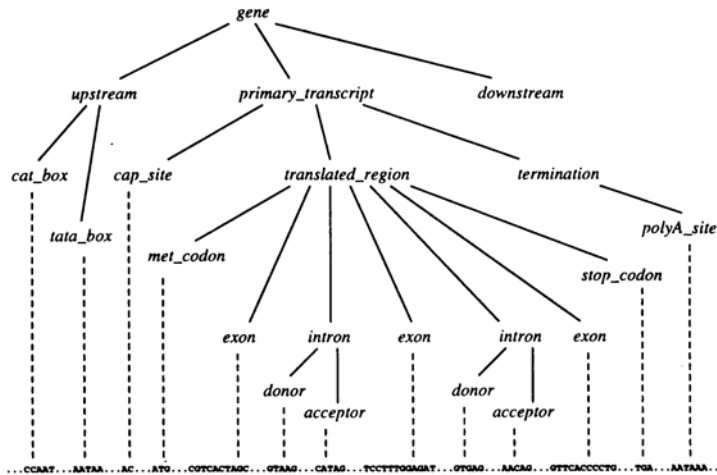 gene
upstream primary_transcript downstream
cat_box cap_site translated_region termination
tata_box met_codon polyA_site
stop_codon
exon intron exon intron exon
donor donor
acceptor acceptor
...CCAAT...AATAA...AC...ATG...CGTCACTAGC...GTAAG...CATAG...TCCTTTGGAGAT...GTGAG...AACAG...GTTCACCCCTG...TGA...AATAAA...